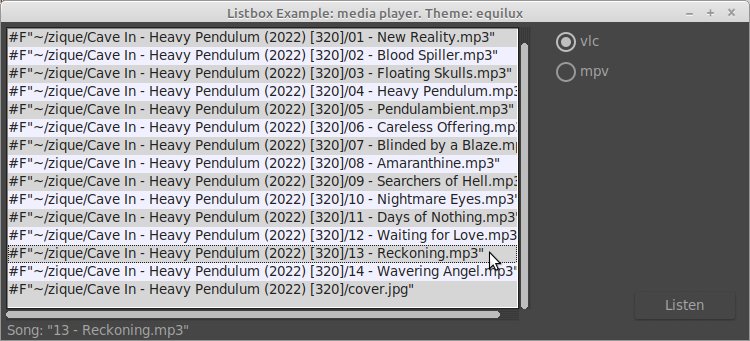 Listbox Example: media player. Theme: equilux
#F"~/zique/Cave In - Heavy Pendulum (2022) [320]/01 - New Reality.mp3"
#F"~/zique/Cave In - Heavy Pendulum (2022) [320]/02 - Blood Spiller.mp3"
#F"~/zique/Cave In - Heavy Pendulum (2022) [320]/03 - Floating Skulls.mp3"
#F"~/zique/Cave In - Heavy Pendulum (2022) [320]/04 - Heavy Pendulum.mp3
#F"~/zique/Cave In - Heavy Pendulum (2022) [320]/05 - Pendulambient.mp3"
#F"~/zique/Cave In - Heavy Pendulum (2022) [320]/06 - Careless Offering.mp
#F"~/zique/Cave In - Heavy Pendulum (2022) [320]/07 - Blinded by a Blaze.m
#F"~/zique/Cave In - Heavy Pendulum (2022) [320]/08 - Amaranthine.mp3"
#F"~/zique/Cave In - Heavy Pendulum (2022) [320]/09 - Searchers of Hell.mp3
#F"~/zique/Cave In - Heavy Pendulum (2022) [320]/10 - Nightmare Eyes.mp3"
#F"~/zique/Cave In - Heavy Pendulum (2022) [320]/11 - Days of Nothing.mp3"
#F"~/zique/Cave In - Heavy Pendulum (2022) [320]/12 - Waiting for Love.mp3
#F"~/zique/Cave In - Heavy Pendulum (2022) [320]/13 - Reckoning.mp3"
#F"~/zique/Cave In - Heavy Pendulum (2022) [320]/14 - Wavering Angel.mp3"
#F"~/zique/Cave In - Heavy Pendulum (2022) [320]/cover.jpg"
vlc
mpv
Listen
Song: "13 - Reckoning.mp3"